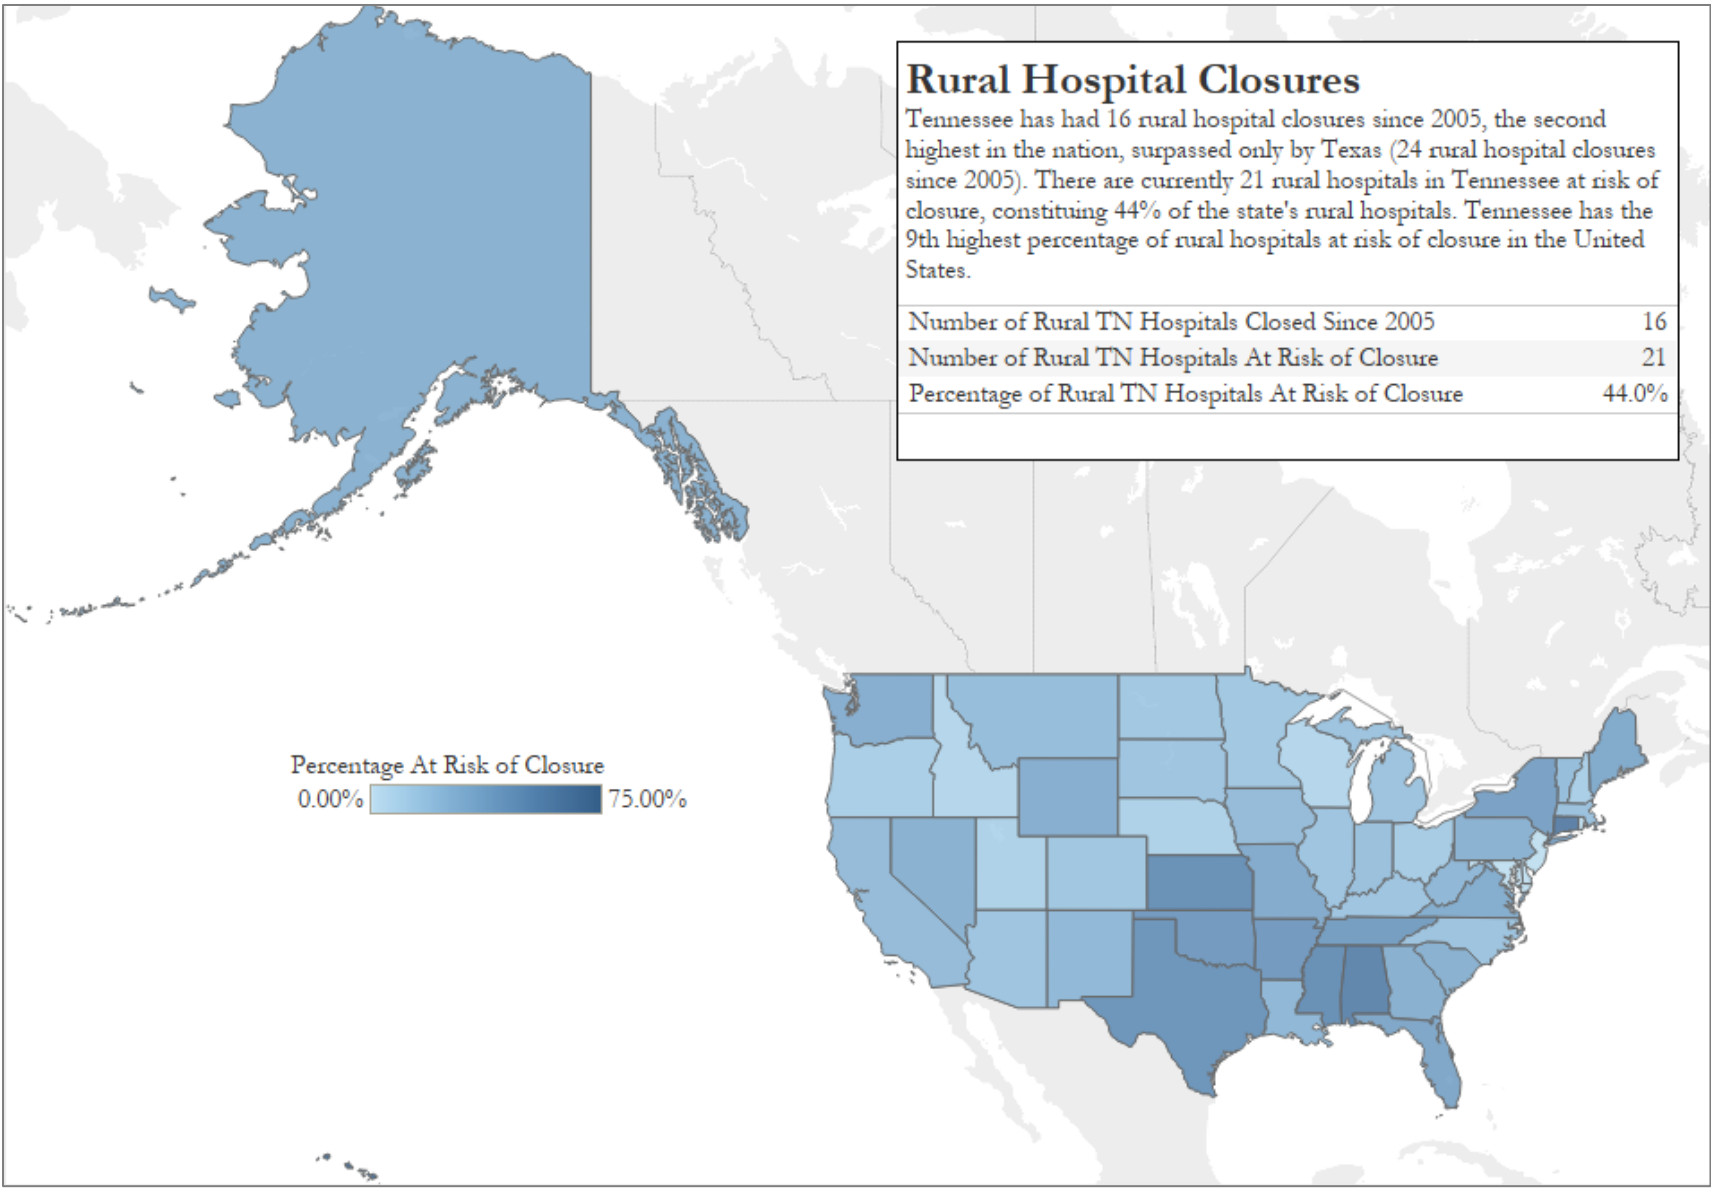 Rural Hospital Closures
Tennessee has had 16 rural hospital closures since 2005, the second
highest in the nation, surpassed only by Texas (24 rural hospital closures
since 2005). There are currently 21 rural hospitals in Tennessee at risk of
closure, constituing 44% of the state's rural hospitals. Tennessee has the
9th highest percentage of rural hospitals at risk of closure in the United
States.
Number of Rural TN Hospitals Closed Since 2005 16
Number of Rural TN Hospitals At Risk of Closure 21
Percentage of Rural TN Hospitals At Risk of Closure 44.0%
Percentage At Risk of Closure
0.00% 75.00%